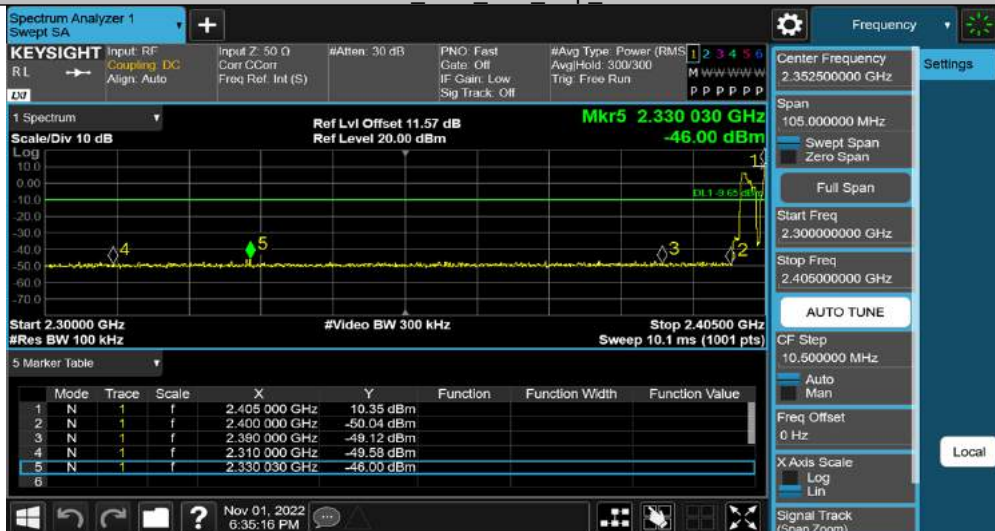 Spectrum Analyzer 1
Swept SA
+
Frequency
KEYSIGHT
RL
LXI
Input: RF
Coupling: DC
Align: Auto
Input Z: 50 Ω
Corr CCorr
Freq Ref: Int (S)
#Atten: 30 dB
PNO: Fast
Gate: Off
IF Gain: Low
Sig Track: Off
#Avg Type: Power (RMS
Avg|Hold: 300/300
Trig: Free Run
1 2 3 4 5 6
M W W W W W
P P P P P P
1 Spectrum
Scale/Div 10 dB
Ref Lvl Offset 11.57 dB
Ref Level 20.00 dBm
Mkr5 2.330 030 GHz
-46.00 dBm
Log
10.0
0.00
-10.0
-20.0
-30.0
-40.0
-50.0
-60.0
-70.0
1
DL1 -9.65 dBm
4
5
3
2
Start 2.30000 GHz
#Res BW 100 kHz
#Video BW 300 kHz
Stop 2.40500 GHz
Sweep 10.1 ms (1001 pts)
5 Marker Table
Mode Trace Scale X Y Function Function Width Function Value
1 N 1 f 2.405 000 GHz 10.35 dBm
2 N 1 f 2.400 000 GHz -50.04 dBm
3 N 1 f 2.390 000 GHz -49.12 dBm
4 N 1 f 2.310 000 GHz -49.58 dBm
5 N 1 f 2.330 030 GHz -46.00 dBm
6
?
Nov 01, 2022
6:35:16 PM
Center Frequency
2.352500000 GHz
Settings
Span
105.000000 MHz
Swept Span
Zero Span
Full Span
Start Freq
2.300000000 GHz
Stop Freq
2.405000000 GHz
AUTO TUNE
CF Step
10.500000 MHz
Auto
Man
Freq Offset
0 Hz
Local
X Axis Scale
Log
Lin
Signal Track
(Span Zoom)